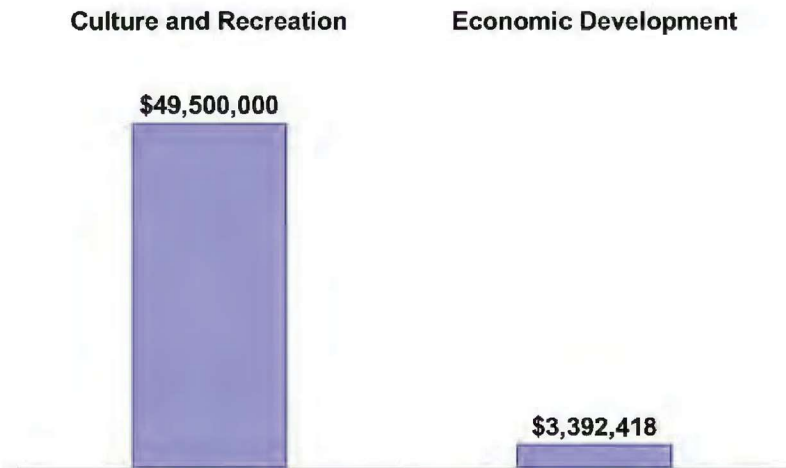 Culture and Recreation
Economic Development
$49,500,000
$3,392,418